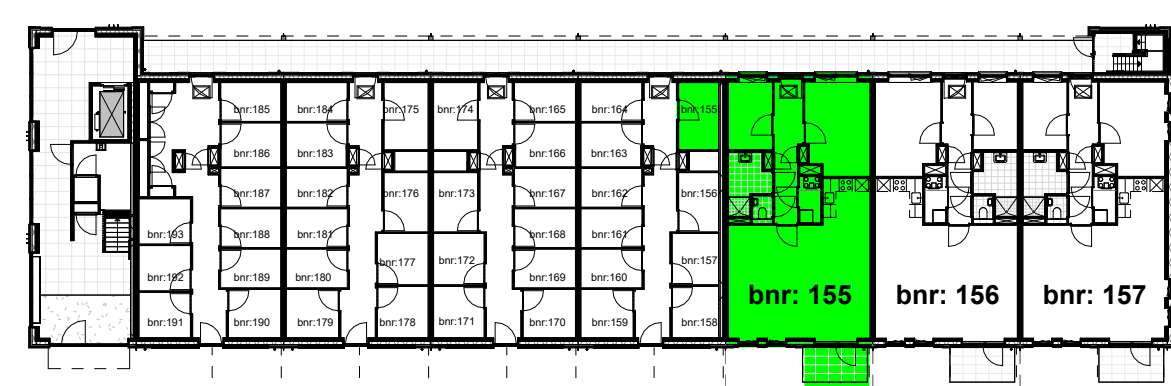 bnr:185 bnr:184 bnr:175 bnr:174 bnr:165 bnr:164 bnr:155
bnr:186 bnr:183 bnr:166 bnr:163
bnr:187 bnr:182 bnr:176 bnr:173 bnr:167 bnr:162 bnr:156
bnr:193 bnr:188 bnr:181 bnr:168 bnr:161
bnr:192 bnr:189 bnr:180 bnr:177 bnr:172 bnr:169 bnr:160 bnr:157
bnr: 155 bnr: 156 bnr: 157
bnr:191 bnr:190 bnr:179 bnr:178 bnr:171 bnr:170 bnr:159 bnr:158